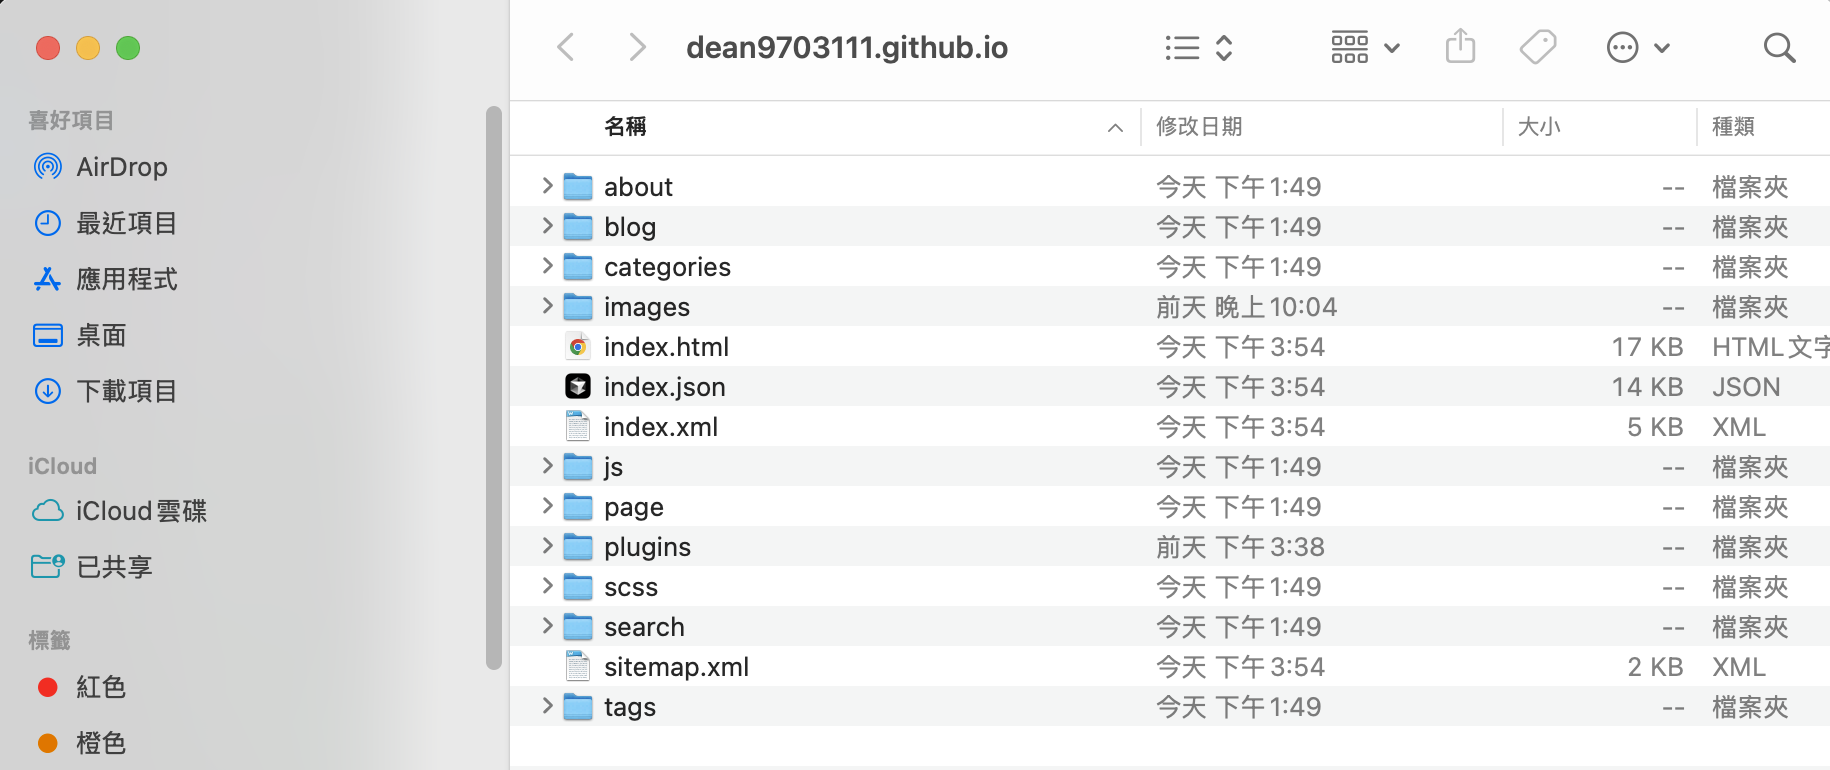 喜好項目
AirDrop
最近項目
應用程式
桌面
下載項目
iCloud
iCloud雲碟
已共享
標籤
紅色
橙色
dean9703111.github.io
名稱 修改日期 大小 種類
about 今天 下午1:49 -- 檔案夾
blog 今天 下午1:49 -- 檔案夾
categories 今天 下午1:49 -- 檔案夾
images 前天 晚上10:04 -- 檔案夾
index.html 今天 下午3:54 17 KB HTML文字
index.json 今天 下午3:54 14 KB JSON
index.xml 今天 下午3:54 5 KB XML
js 今天 下午1:49 -- 檔案夾
page 今天 下午1:49 -- 檔案夾
plugins 前天 下午3:38 -- 檔案夾
scss 今天 下午1:49 -- 檔案夾
search 今天 下午1:49 -- 檔案夾
sitemap.xml 今天 下午3:54 2 KB XML
tags 今天 下午1:49 -- 檔案夾